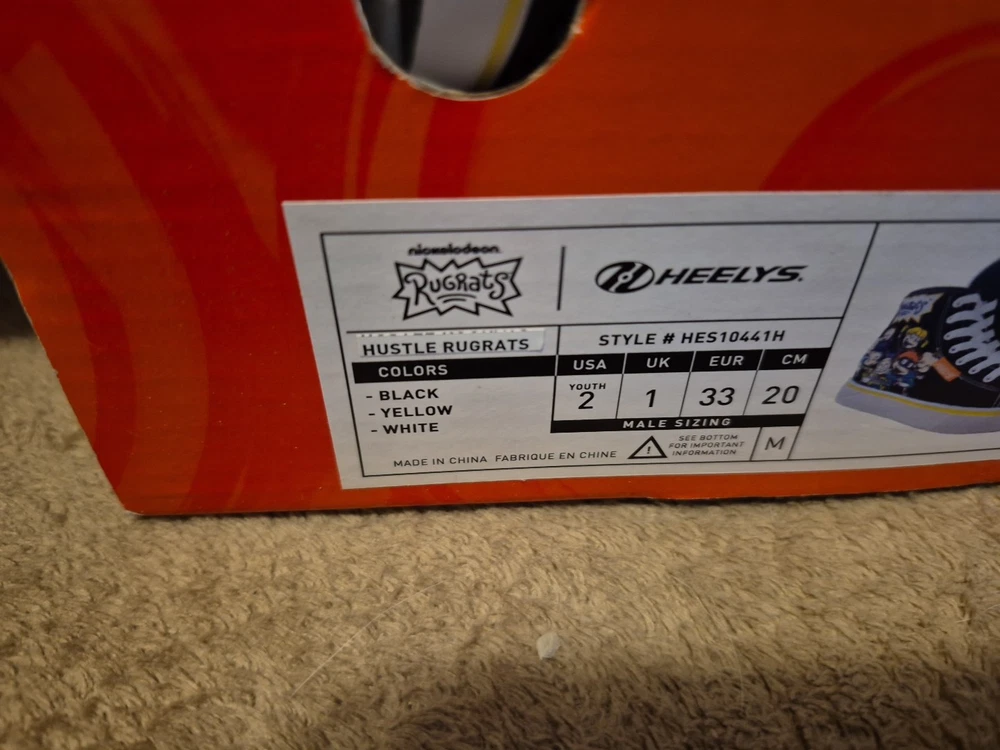 nickelodeon
RUGRATS
HEELYS.
HUSTLE RUGRATS
STYLE # HES10441H
COLORS
- BLACK
- YELLOW
- WHITE
USA UK EUR CM
YOUTH
2 1 33 20
MALE SIZING
SEE BOTTOM
FOR IMPORTANT
INFORMATION
M
MADE IN CHINA FABRIQUE EN CHINE